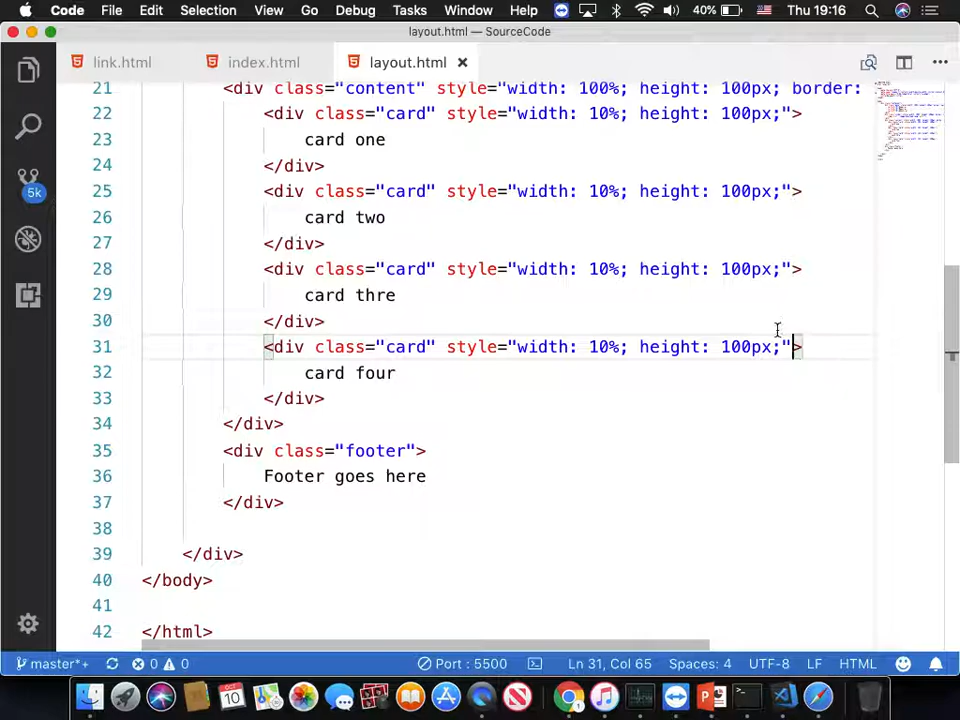 Code File Edit Selection View Go Debug Tasks Window Help 40% Thu 19:16
layout.html — SourceCode
link.html index.html layout.html
21 <div class="content" style="width: 100%; height: 100px; border:
22 <div class="card" style="width: 10%; height: 100px;">
23 card one
24 </div>
25 <div class="card" style="width: 10%; height: 100px;">
26 card two
27 </div>
28 <div class="card" style="width: 10%; height: 100px;">
29 card thre
30 </div>
31 <div class="card" style="width: 10%; height: 100px;">
32 card four
33 </div>
34 </div>
35 <div class="footer">
36 Footer goes here
37 </div>
38
39 </div>
40 </body>
41
42 </html>
5k
master*+ 0 0 Port : 5500 Ln 31, Col 65 Spaces: 4 UTF-8 LF HTML
OCT
10